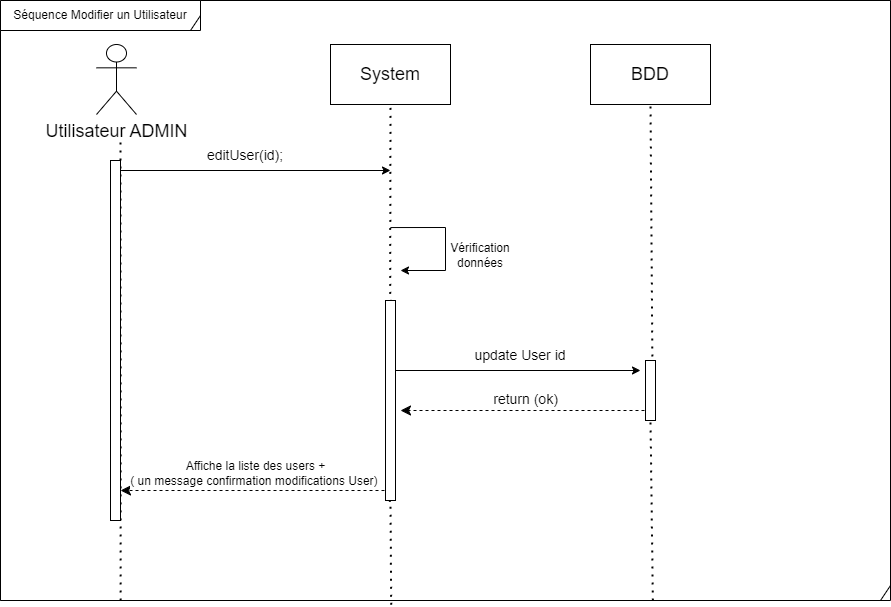 Séquence Modifier un Utilisateur
System
BDD
Utilisateur ADMIN
editUser(id);
Vérification
données
update User id
return (ok)
Affiche la liste des users +
( un message confirmation modifications User)